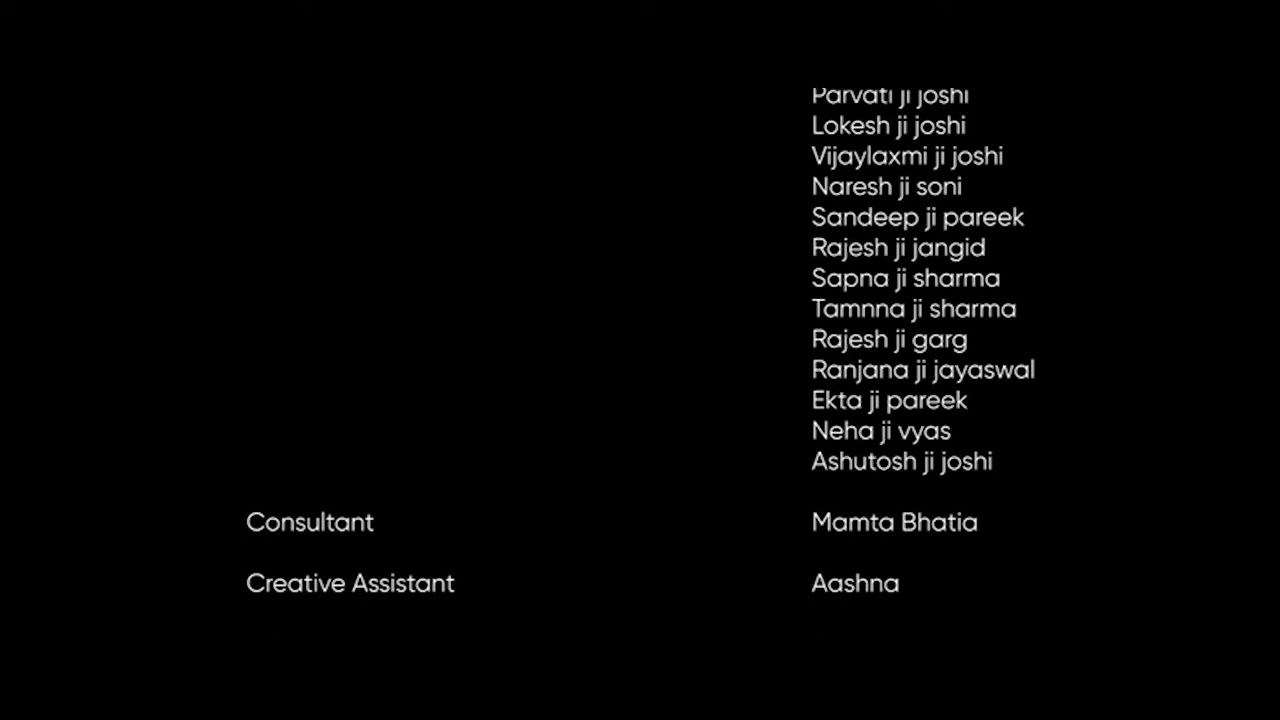 Parvati ji joshi
Lokesh ji joshi
Vijaylaxmi ji joshi
Naresh ji soni
Sandeep ji pareek
Rajesh ji jangid
Sapna ji sharma
Tamnna ji sharma
Rajesh ji garg
Ranjana ji jayaswal
Ekta ji pareek
Neha ji vyas
Ashutosh ji joshi
Consultant Mamta Bhatia
Creative Assistant Aashna